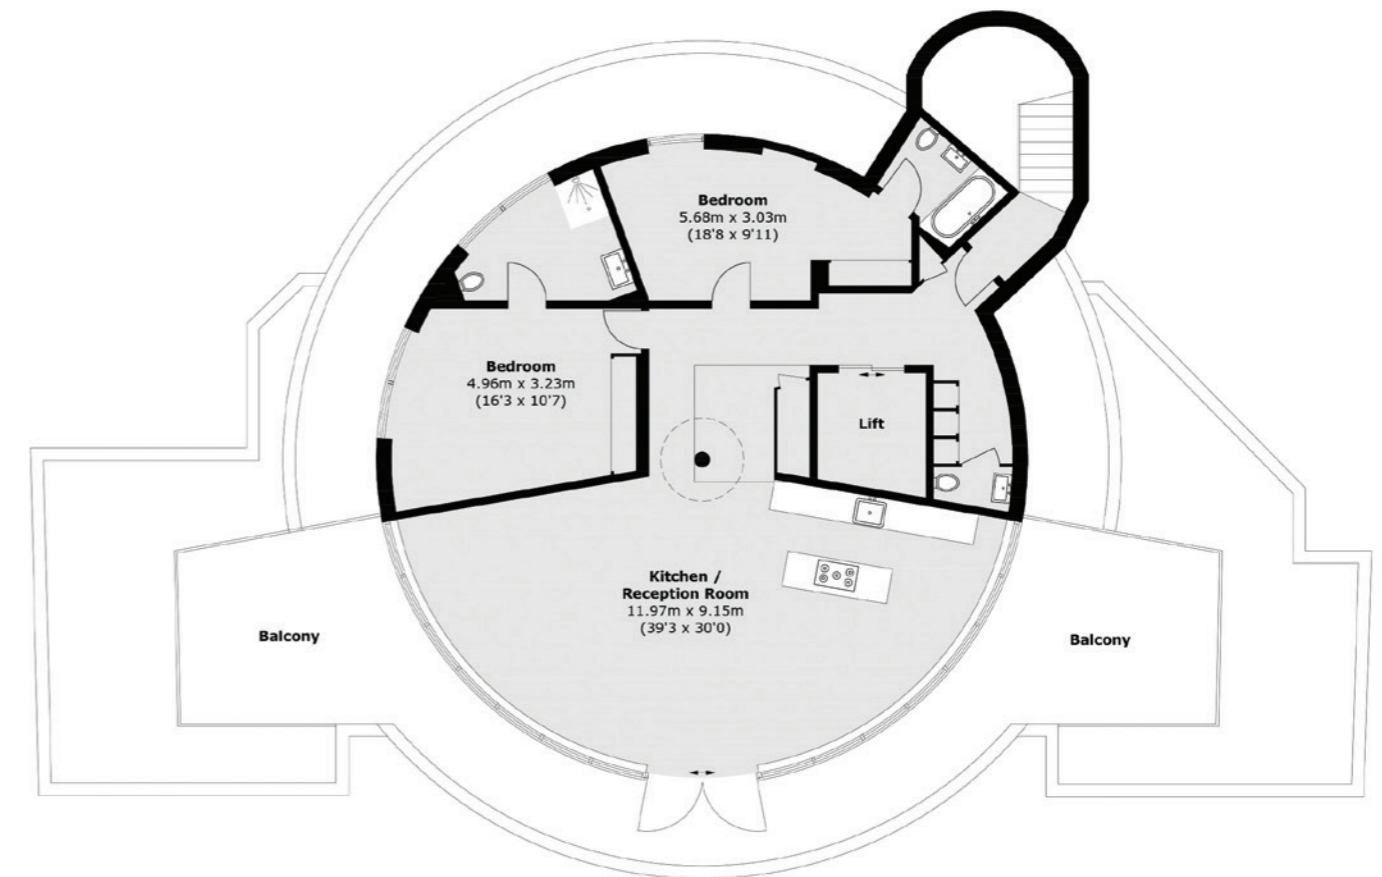 Bedroom
5.68m x 3.03m
(18'8 x 9'11)
Bedroom
4.96m x 3.23m
(16'3 x 10'7)
Lift
Kitchen /
Reception Room
11.97m x 9.15m
(39'3 x 30'0)
Balcony
Balcony